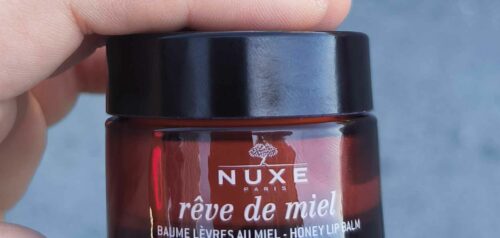 NUXE
PARIS
rêve de miel
BAUME LÈVRES AU MIEL - HONEY LIP BALM